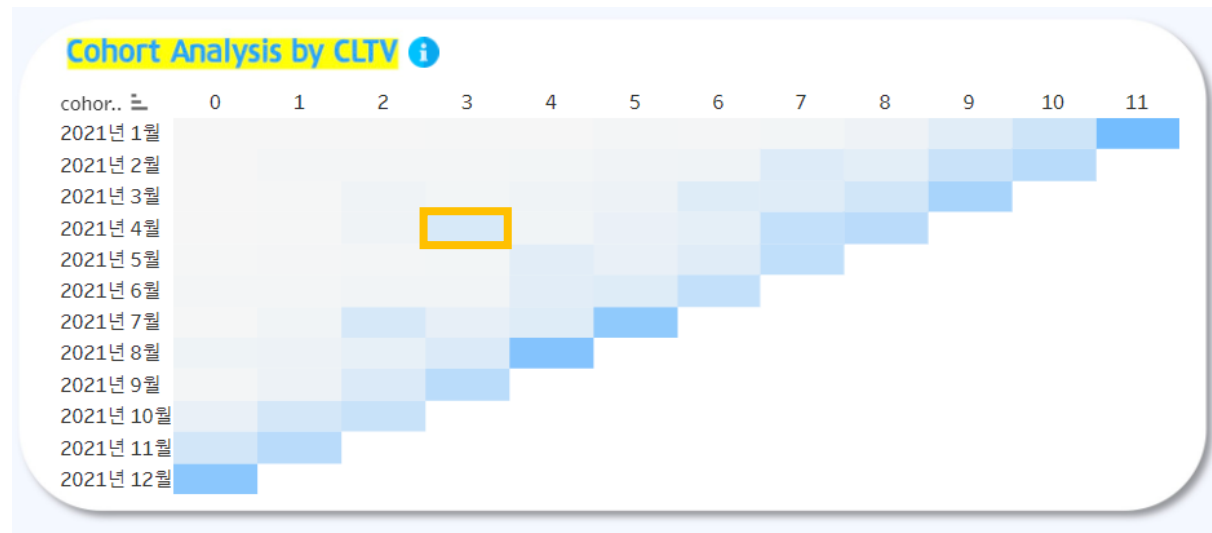 Cohort Analysis by CLTV i
cohor.. 0 1 2 3 4 5 6 7 8 9 10 11
2021년 1월
2021년 2월
2021년 3월
2021년 4월
2021년 5월
2021년 6월
2021년 7월
2021년 8월
2021년 9월
2021년 10월
2021년 11월
2021년 12월